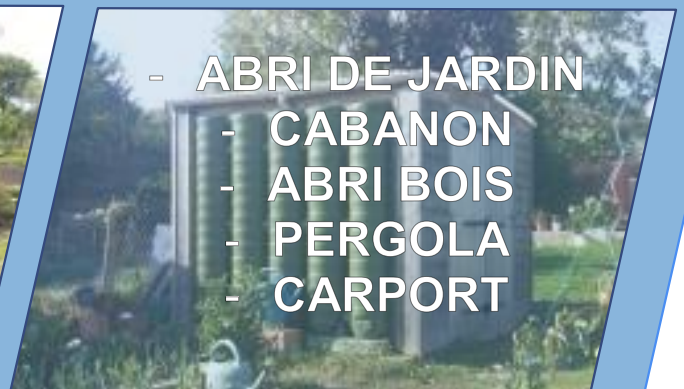 - ABRI DE JARDIN
- CABANON
- ABRI BOIS
- PERGOLA
- CARPORT